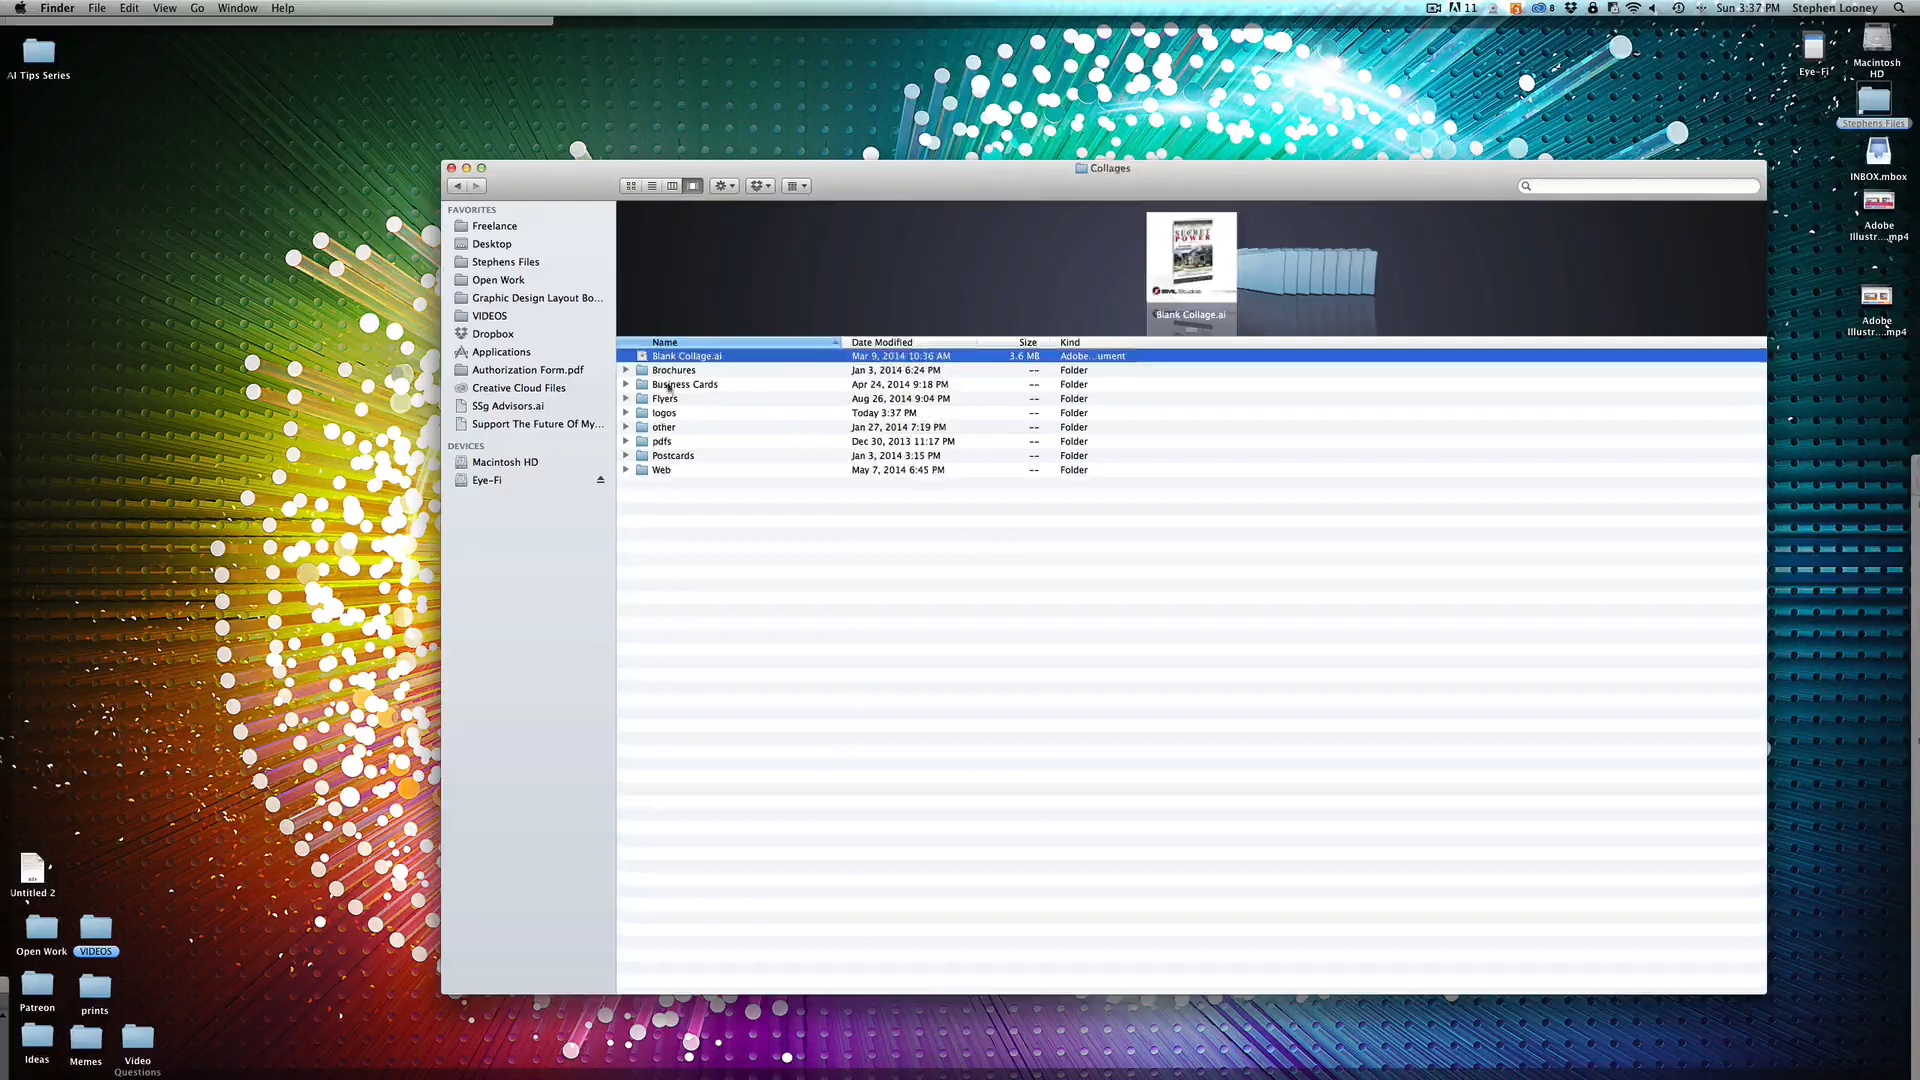 Finder File Edit View Go Window Help
11 3 8 Sun 3:37 PM Stephen Looney
AI Tips Series
Eye-Fi
Macintosh
HD
Stephens Files
INBOX.mbox
Adobe
Illustr....mp4
Adobe
Illustr....mp4
Collages
FAVORITES
Freelance
Desktop
Stephens Files
Open Work
Graphic Design Layout Bo...
VIDEOS
Dropbox
Applications
Authorization Form.pdf
Creative Cloud Files
SSg Advisors.ai
Support The Future Of My...
DEVICES
Macintosh HD
Eye-Fi
SECRET
POWER
SML Studios
Blank Collage.ai
Name Date Modified Size Kind
Blank Collage.ai Mar 9, 2014 10:36 AM 3.6 MB Adobe...ument
Brochures Jan 3, 2014 6:24 PM -- Folder
Business Cards Apr 24, 2014 9:18 PM -- Folder
Flyers Aug 26, 2014 9:04 PM -- Folder
logos Today 3:37 PM -- Folder
other Jan 27, 2014 7:19 PM -- Folder
pdfs Dec 30, 2013 11:17 PM -- Folder
Postcards Jan 3, 2014 3:15 PM -- Folder
Web May 7, 2014 6:45 PM -- Folder
Untitled 2
Open Work VIDEOS
Patreon prints
Ideas Memes Video
Questions